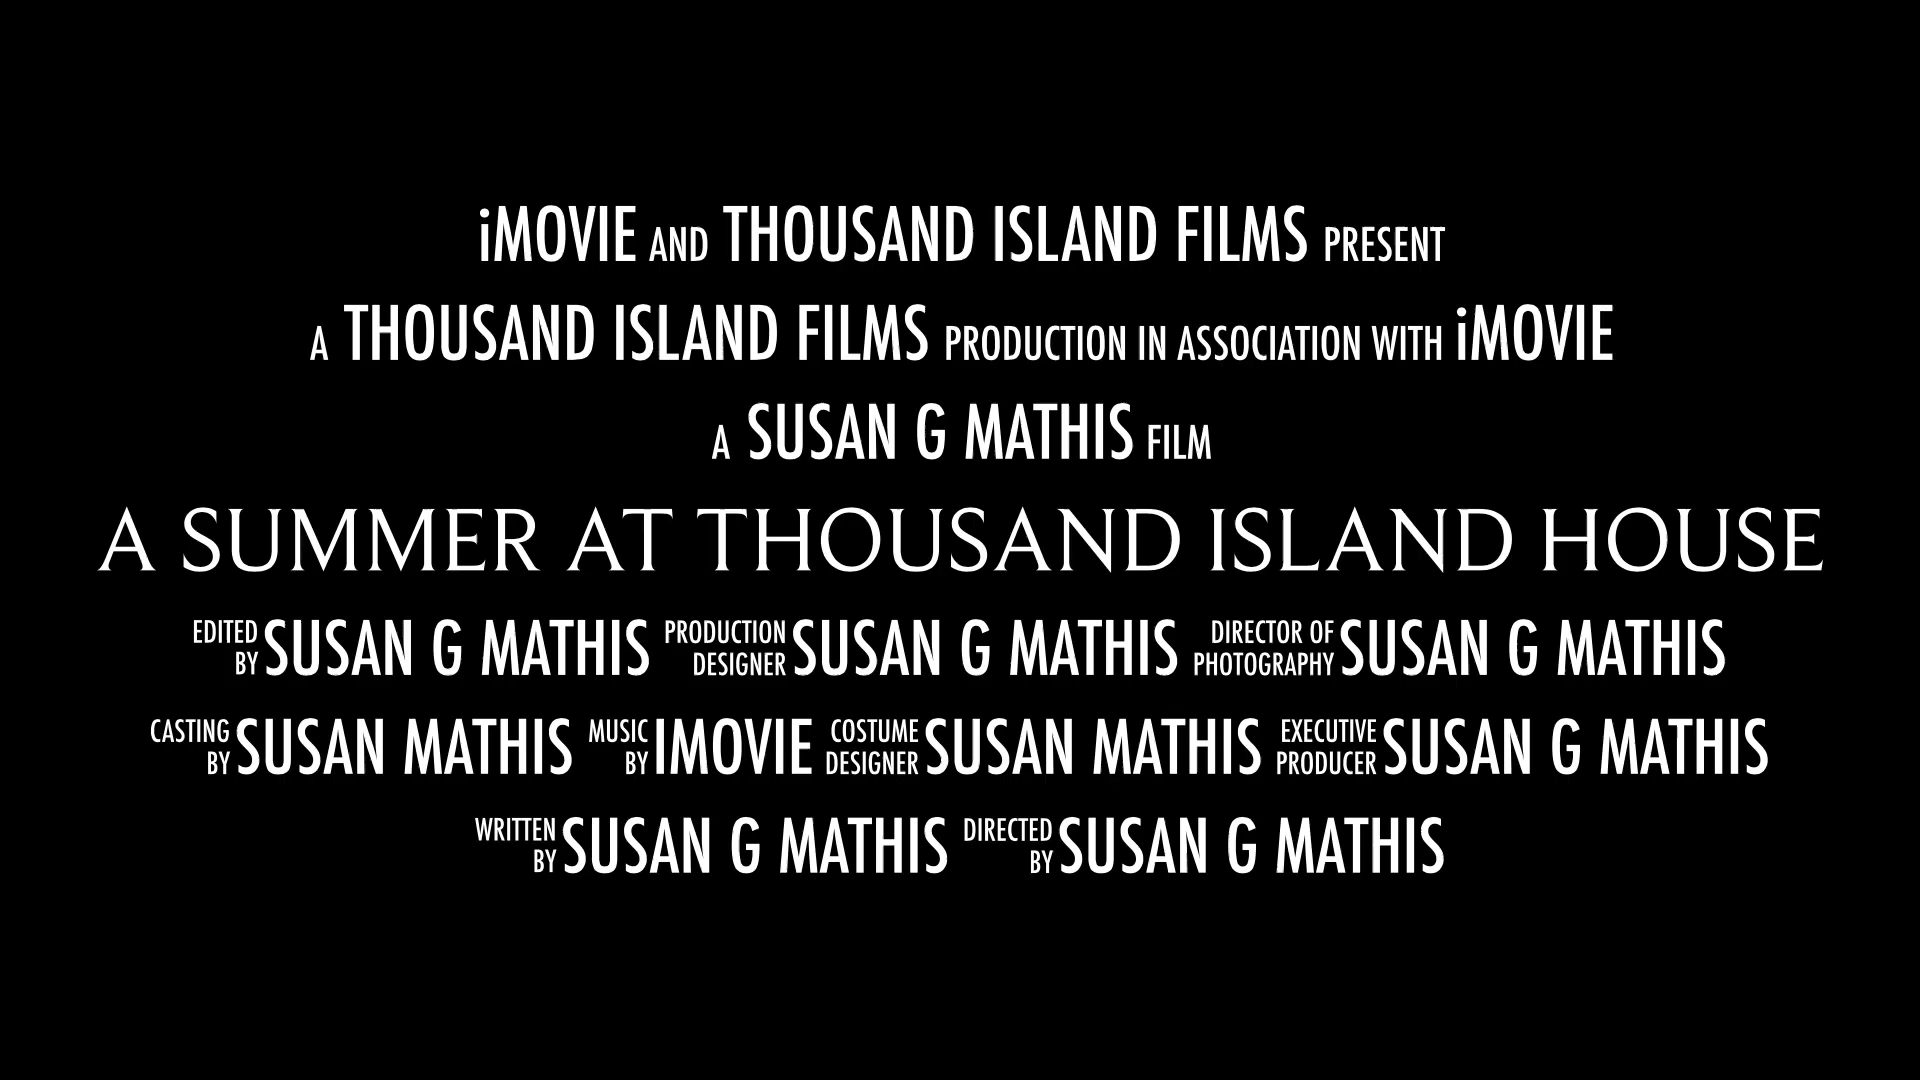 iMOVIE AND THOUSAND ISLAND FILMS PRESENT
A THOUSAND ISLAND FILMS PRODUCTION IN ASSOCIATION WITH iMOVIE
A SUSAN G MATHIS FILM
A SUMMER AT THOUSAND ISLAND HOUSE
EDITED BY SUSAN G MATHIS PRODUCTION DESIGNER SUSAN G MATHIS DIRECTOR OF PHOTOGRAPHY SUSAN G MATHIS
CASTING BY SUSAN MATHIS MUSIC BY IMOVIE COSTUME DESIGNER SUSAN MATHIS EXECUTIVE PRODUCER SUSAN G MATHIS
WRITTEN BY SUSAN G MATHIS DIRECTED BY SUSAN G MATHIS